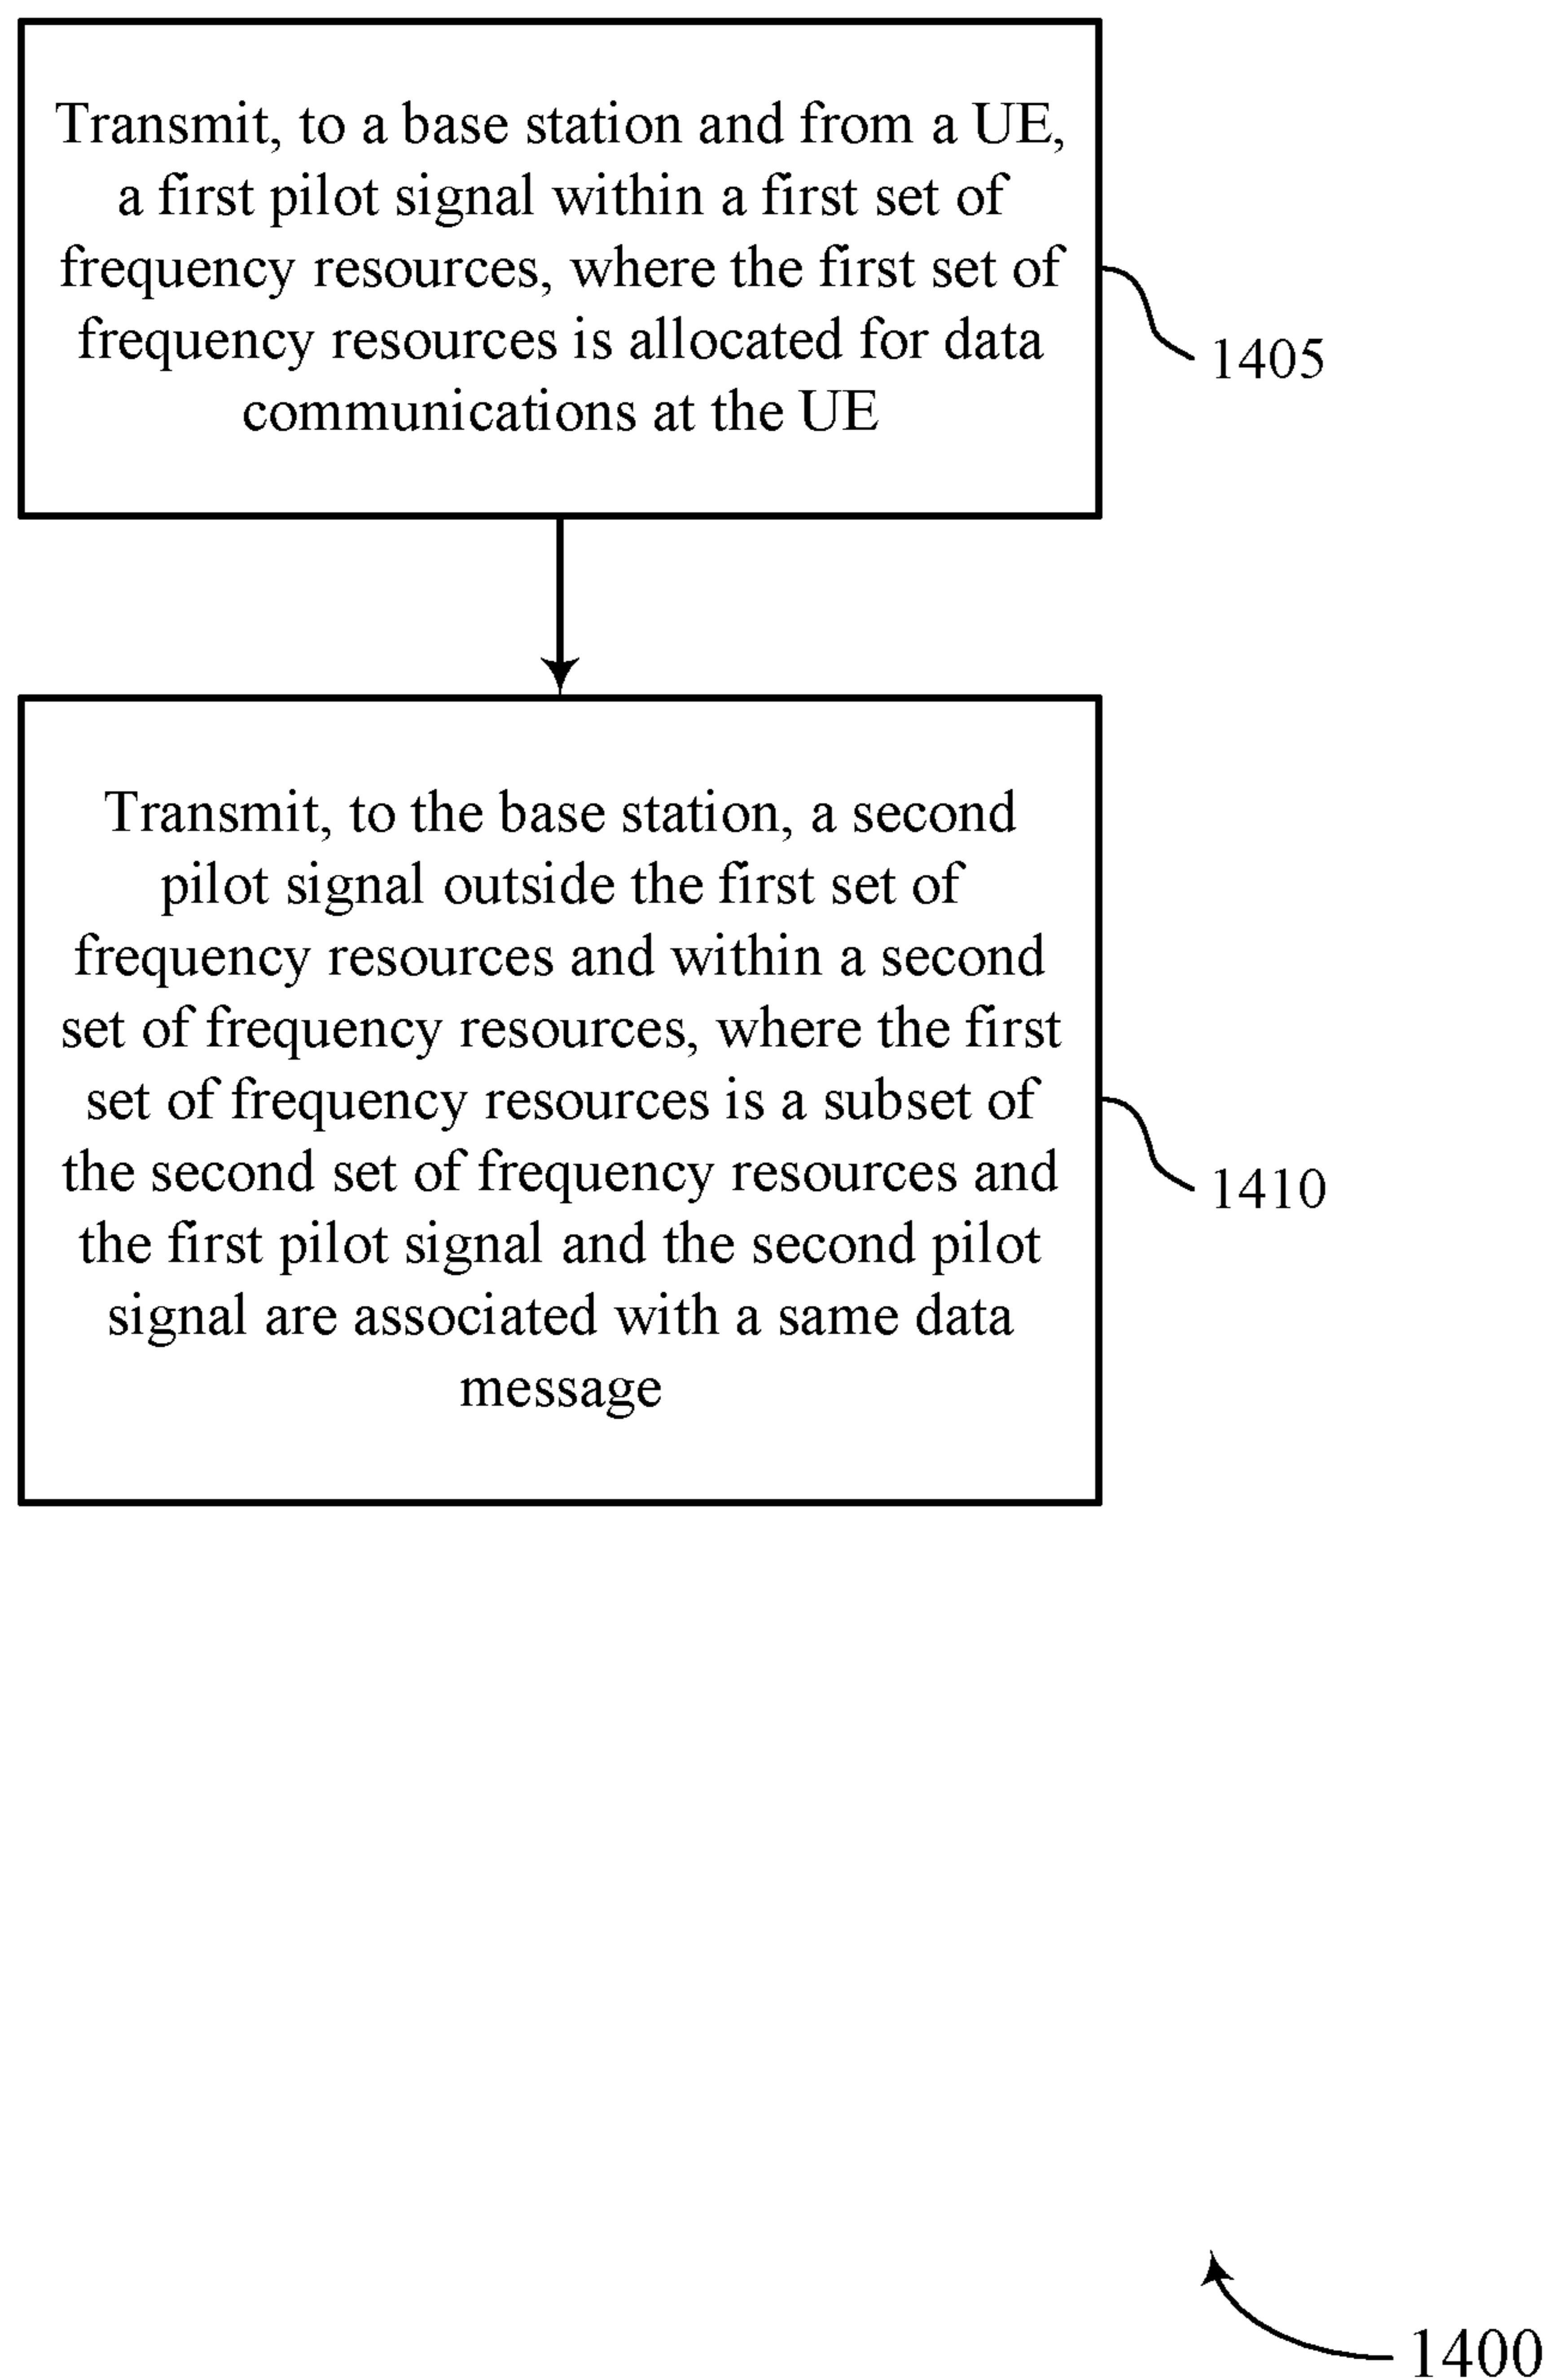 Transmit, to a base station and from a UE,
a first pilot signal within a first set of
frequency resources, where the first set of
frequency resources is allocated for data
communications at the UE
1405
Transmit, to the base station, a second
pilot signal outside the first set of
frequency resources and within a second
set of frequency resources, where the first
set of frequency resources is a subset of
the second set of frequency resources and
the first pilot signal and the second pilot
signal are associated with a same data
message
1410
1400